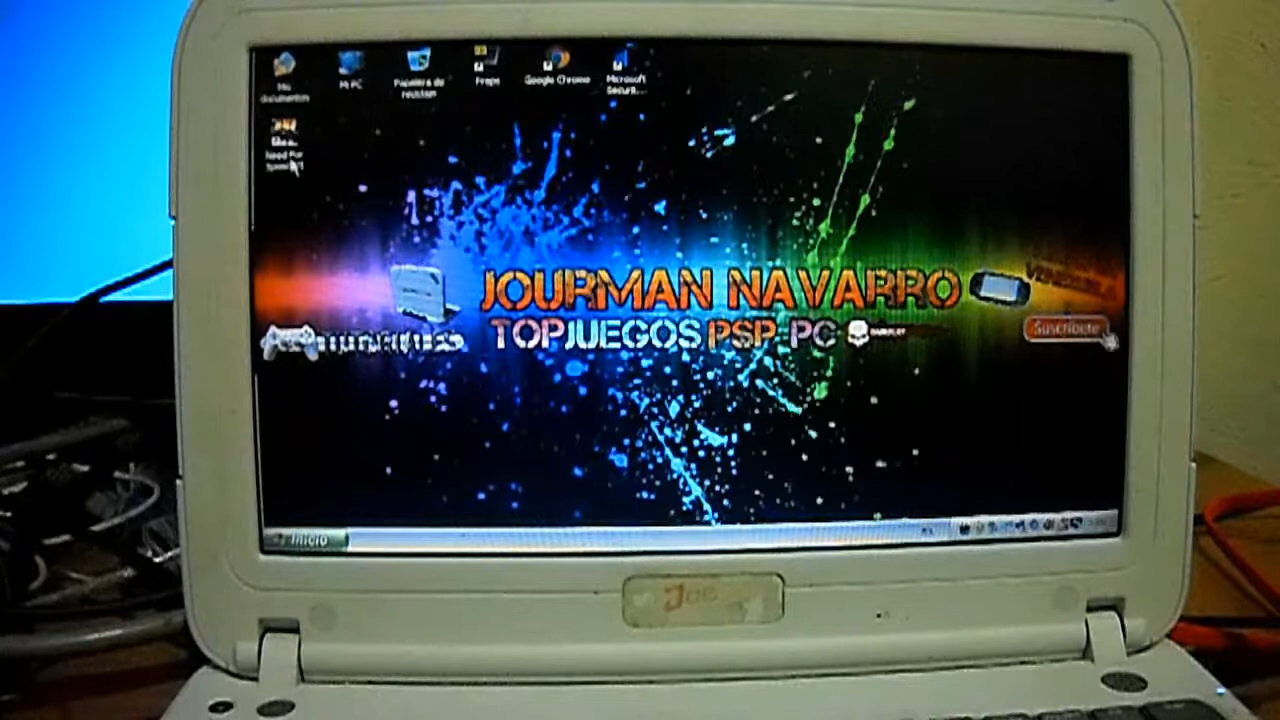 Mis documentos
Mi PC
Papelera de reciclaje
Fraps
Google Chrome
Microsoft Securit...
Need For
JOURMAN NAVARRO
TOPJUEGOS PSP PC
Suscribete
Inicio
Joe